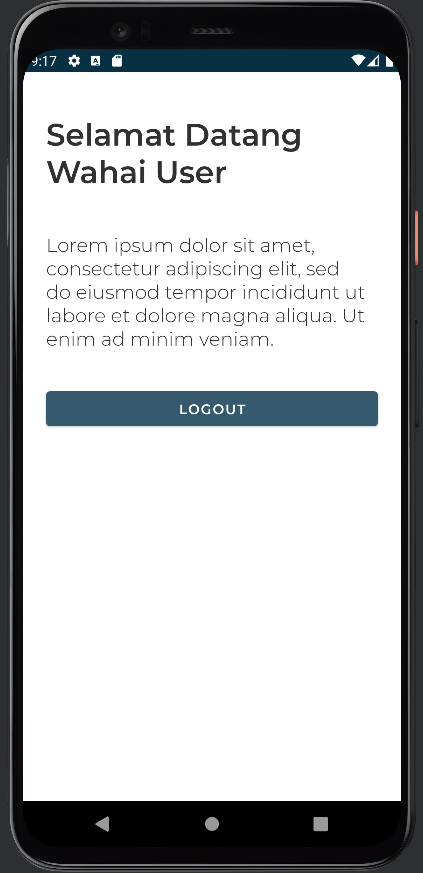 9:17
Selamat Datang
Wahai User
Lorem ipsum dolor sit amet,
consectetur adipiscing elit, sed
do eiusmod tempor incididunt ut
labore et dolore magna aliqua. Ut
enim ad minim veniam.
LOGOUT